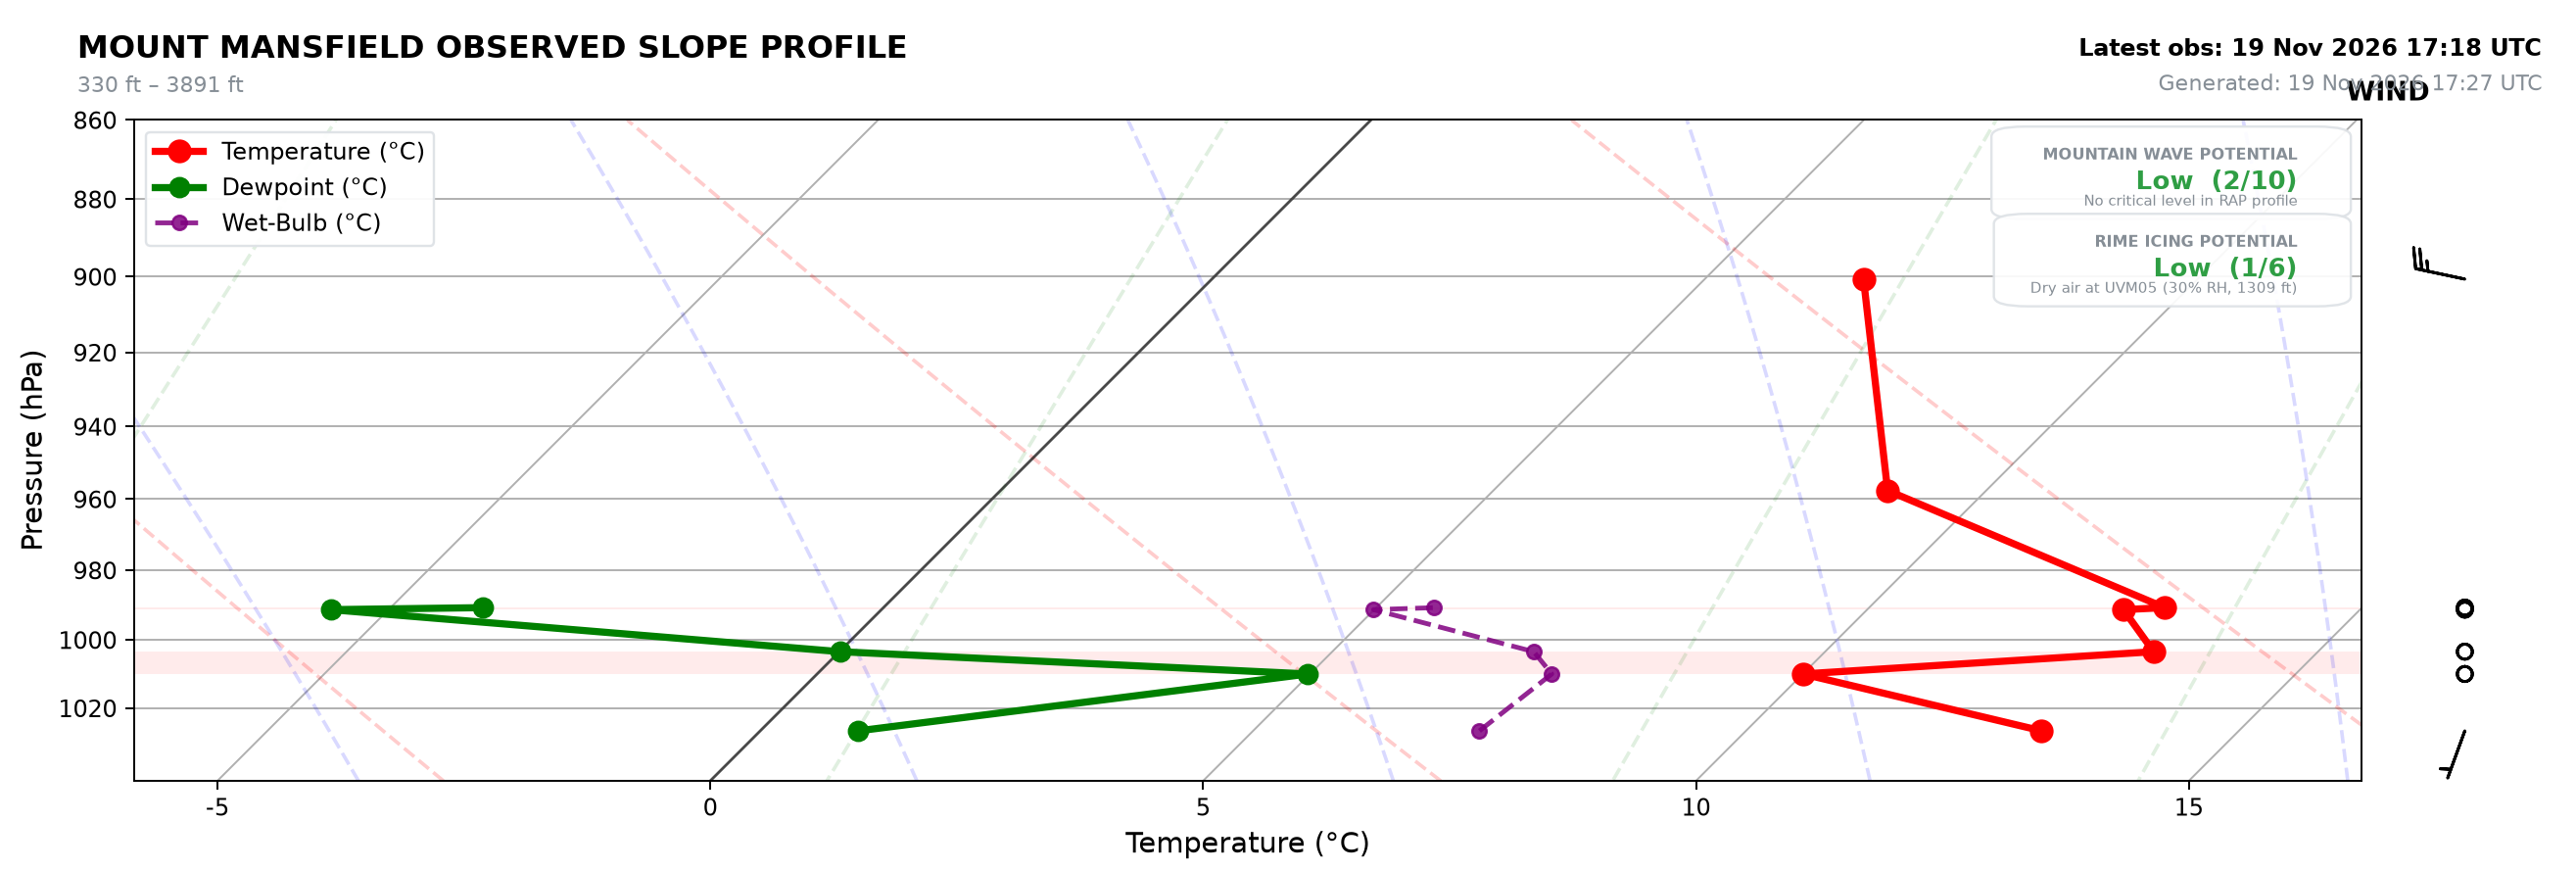 MOUNT MANSFIELD OBSERVED SLOPE PROFILE
Latest obs: 19 Nov 2026 17:18 UTC
330 ft – 3891 ft
Generated: 19 Nov 2026 17:27 UTC
WIND
Temperature (°C)
Dewpoint (°C)
Wet-Bulb (°C)
MOUNTAIN WAVE POTENTIAL
Low (2/10)
No critical level in RAP profile
RIME ICING POTENTIAL
Low (1/6)
Dry air at UVM05 (30% RH, 1309 ft)
Pressure (hPa)
860
880
900
920
940
960
980
1000
1020
-5 0 5 10 15
Temperature (°C)